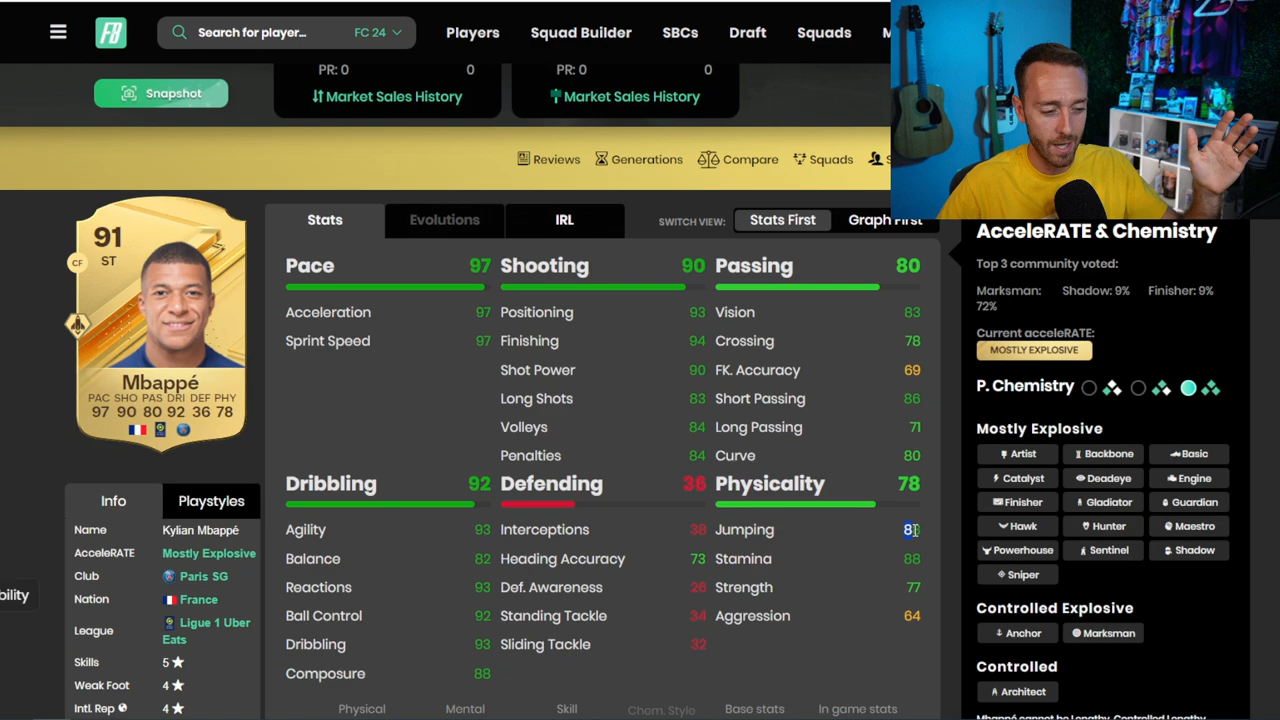 FB
Search for player...
FC 24
Players
Squad Builder
SBCs
Draft
Squads
Snapshot
PR: 0
0
Market Sales History
PR: 0
0
Market Sales History
Reviews
Generations
Compare
Squads
91
ST
CF
Mbappé
PAC SHO PAS DRI DEF PHY
97 90 80 92 36 78
Stats
Evolutions
IRL
SWITCH VIEW:
Stats First
Graph First
Pace 97
Acceleration 97
Sprint Speed 97
Shooting 90
Positioning 93
Finishing 94
Shot Power 90
Long Shots 83
Volleys 84
Penalties 84
Passing 80
Vision 83
Crossing 78
FK. Accuracy 69
Short Passing 86
Long Passing 71
Curve 80
Dribbling 92
Agility 93
Balance 82
Reactions 93
Ball Control 92
Dribbling 93
Composure 88
Defending 36
Interceptions 38
Heading Accuracy 73
Def. Awareness 26
Standing Tackle 34
Sliding Tackle 32
Physicality 78
Jumping
Stamina 88
Strength 77
Aggression 64
Physical
Mental
Skill
Chem. Style
Base stats
In game stats
bility
Info
Playstyles
Name Kylian Mbappé
AcceleRATE Mostly Explosive
Club Paris SG
Nation France
League Ligue 1 Uber
Eats
Skills 5
Weak Foot 4
Intl. Rep 4
AcceleRATE & Chemistry
Top 3 community voted:
Marksman: 72%
Shadow: 9%
Finisher: 9%
Current acceleRATE:
MOSTLY EXPLOSIVE
P. Chemistry
Mostly Explosive
Artist
Backbone
Basic
Catalyst
Deadeye
Engine
Finisher
Gladiator
Guardian
Hawk
Hunter
Maestro
Powerhouse
Sentinel
Shadow
Sniper
Controlled Explosive
Anchor
Marksman
Controlled
Architect
Mbappé cannot be Lengthy, Controlled Lengthy,